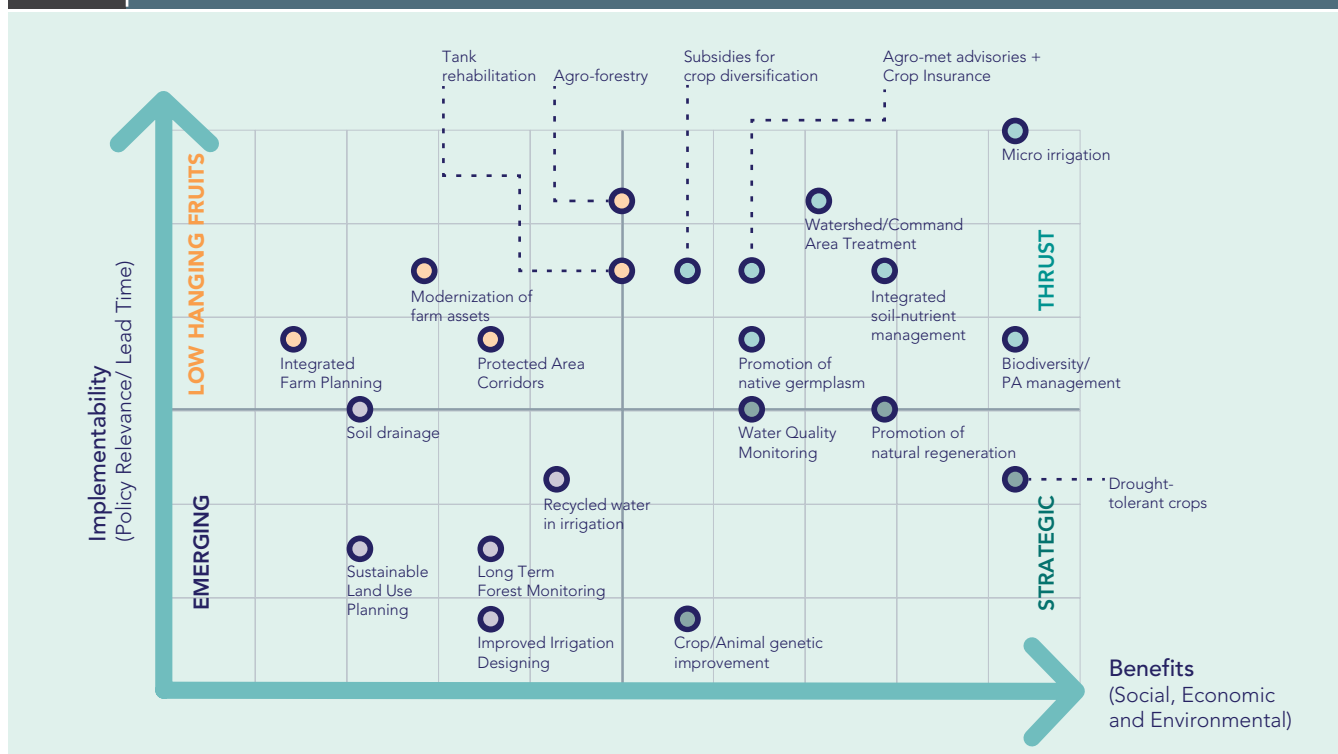 Tank
rehabilitation
Agro-forestry
Subsidies for
crop diversification
Agro-met advisories +
Crop Insurance
Micro irrigation
Watershed/Command
Area Treatment
LOW HANGING FRUITS
THRUST
Modernization of
farm assets
Integrated
soil-nutrient
management
Integrated
Farm Planning
Protected Area
Corridors
Promotion of
native germplasm
Biodiversity/
PA management
Implementability
(Policy Relevance/ Lead Time)
Soil drainage
Water Quality
Monitoring
Promotion of
natural regeneration
Drought-
tolerant crops
Recycled water
in irrigation
EMERGING
STRATEGIC
Sustainable
Land Use
Planning
Long Term
Forest Monitoring
Improved Irrigation
Designing
Crop/Animal genetic
improvement
Benefits
(Social, Economic
and Environmental)